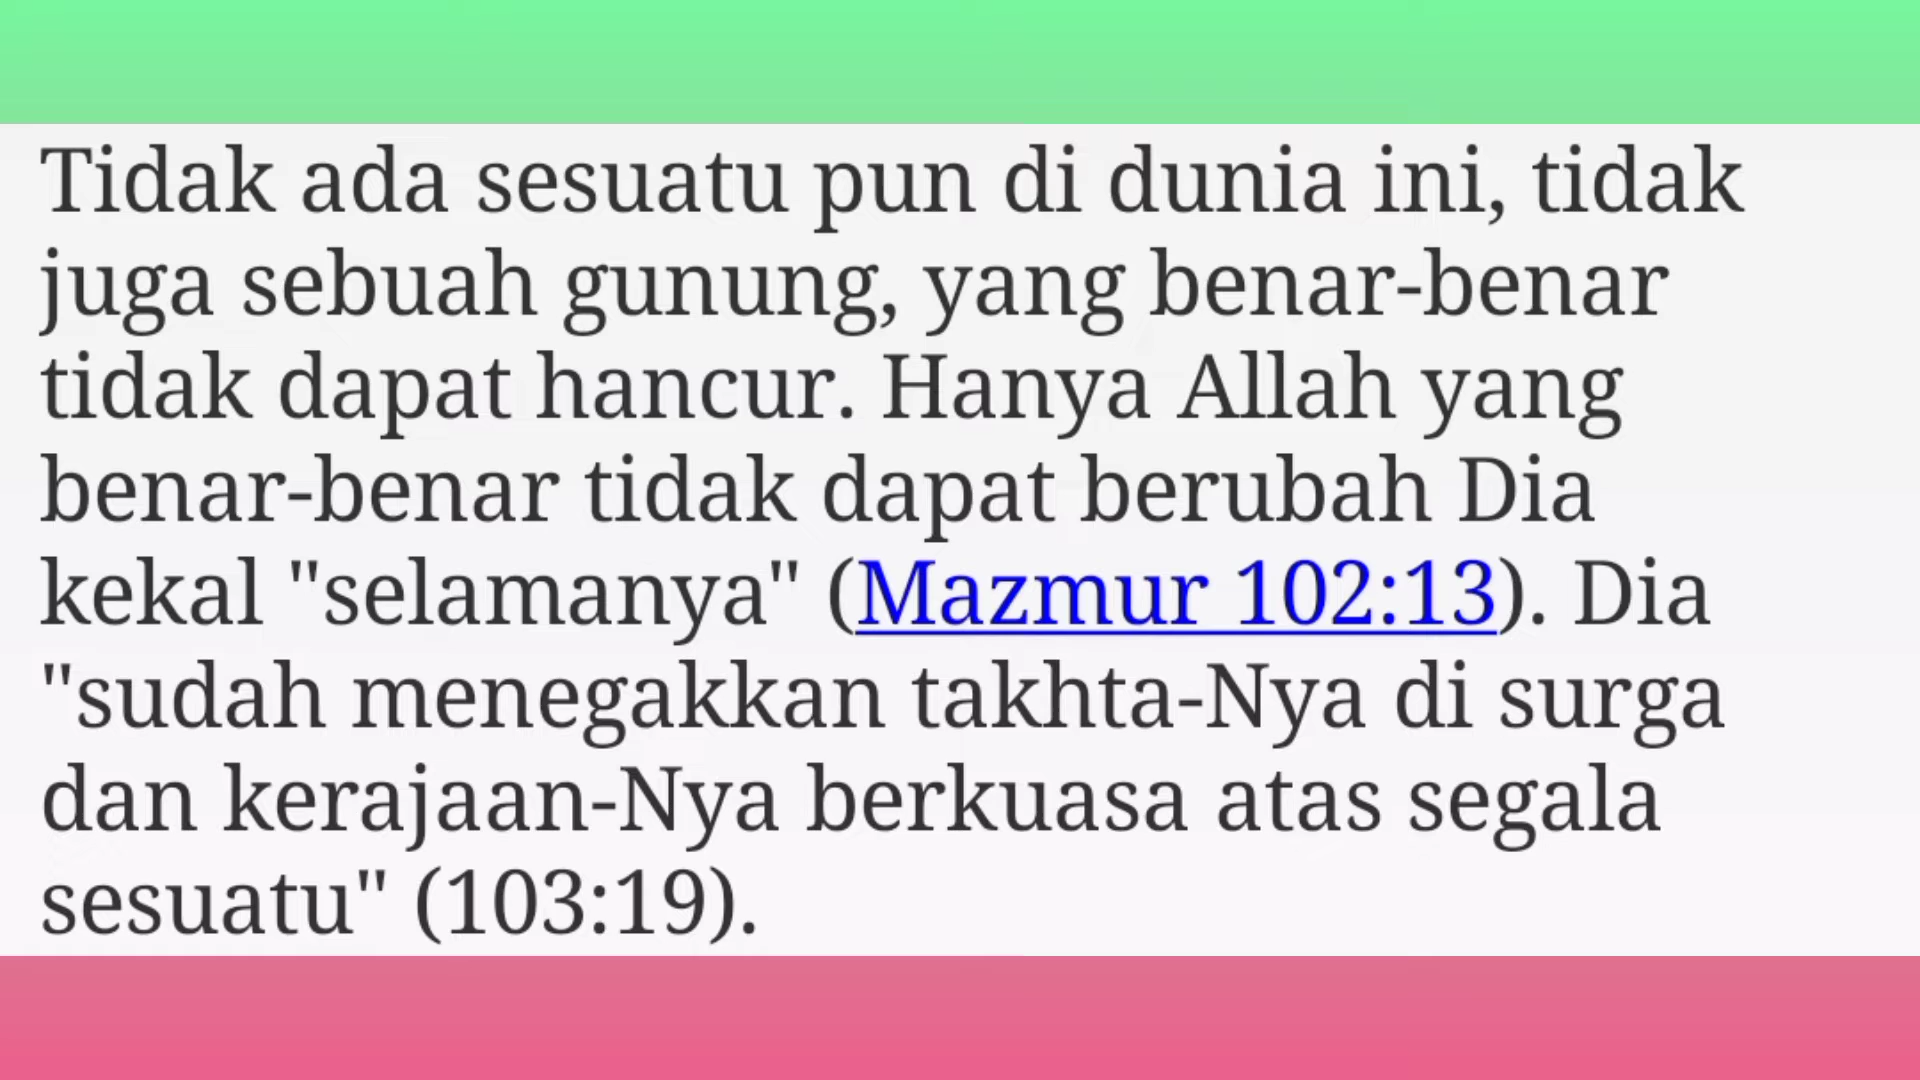 Tidak ada sesuatu pun di dunia ini, tidak
juga sebuah gunung, yang benar-benar
tidak dapat hancur. Hanya Allah yang
benar-benar tidak dapat berubah Dia
kekal "selamanya" (Mazmur 102:13). Dia
"sudah menegakkan takhta-Nya di surga
dan kerajaan-Nya berkuasa atas segala
sesuatu" (103:19).